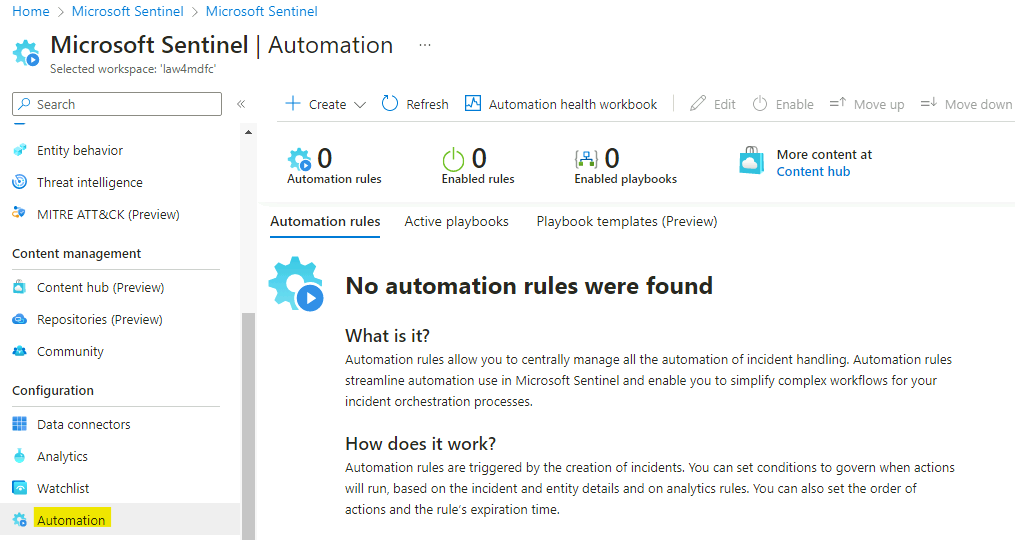 Home > Microsoft Sentinel > Microsoft Sentinel
Microsoft Sentinel | Automation ...
Selected workspace: 'law4mdfc'
Search
«
Create
Refresh
Automation health workbook
Edit
Enable
Move up
Move down
Entity behavior
Threat intelligence
MITRE ATT&CK (Preview)
Content management
Content hub (Preview)
Repositories (Preview)
Community
Configuration
Data connectors
Analytics
Watchlist
Automation
0
Automation rules
0
Enabled rules
0
Enabled playbooks
More content at
Content hub
Automation rules
Active playbooks
Playbook templates (Preview)
No automation rules were found
What is it?
Automation rules allow you to centrally manage all the automation of incident handling. Automation rules
streamline automation use in Microsoft Sentinel and enable you to simplify complex workflows for your
incident orchestration processes.
How does it work?
Automation rules are triggered by the creation of incidents. You can set conditions to govern when actions
will run, based on the incident and entity details and on analytics rules. You can also set the order of
actions and the rule's expiration time.